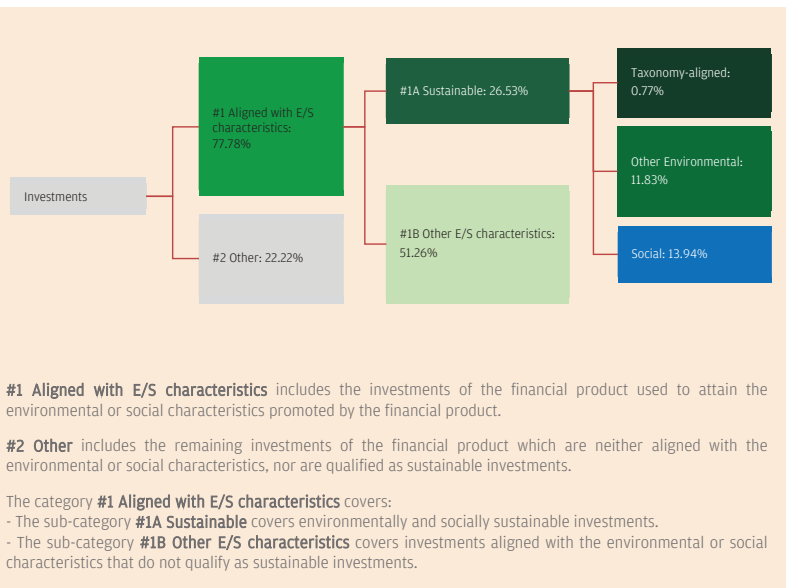 Investments
#1 Aligned with E/S
characteristics:
77.78%
#2 Other: 22.22%
#1A Sustainable: 26.53%
#1B Other E/S characteristics:
51.26%
Taxonomy-aligned:
0.77%
Other Environmental:
11.83%
Social: 13.94%
#1 Aligned with E/S characteristics includes the investments of the financial product used to attain the
environmental or social characteristics promoted by the financial product.
#2 Other includes the remaining investments of the financial product which are neither aligned with the
environmental or social characteristics, nor are qualified as sustainable investments.
The category #1 Aligned with E/S characteristics covers:
- The sub-category #1A Sustainable covers environmentally and socially sustainable investments.
- The sub-category #1B Other E/S characteristics covers investments aligned with the environmental or social
characteristics that do not qualify as sustainable investments.